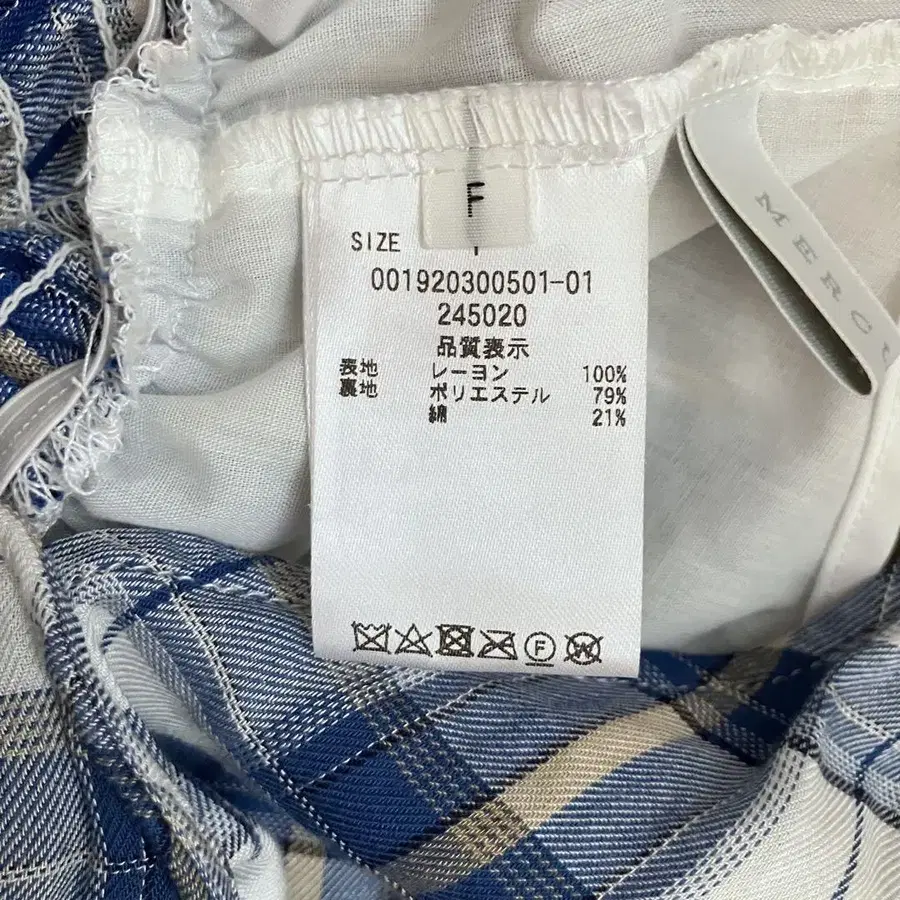 F
SIZE
001920300501-01
245020
品質表示
表地 レーヨン 100%
裏地 ポリエステル 79%
綿 21%
F
W
MERC